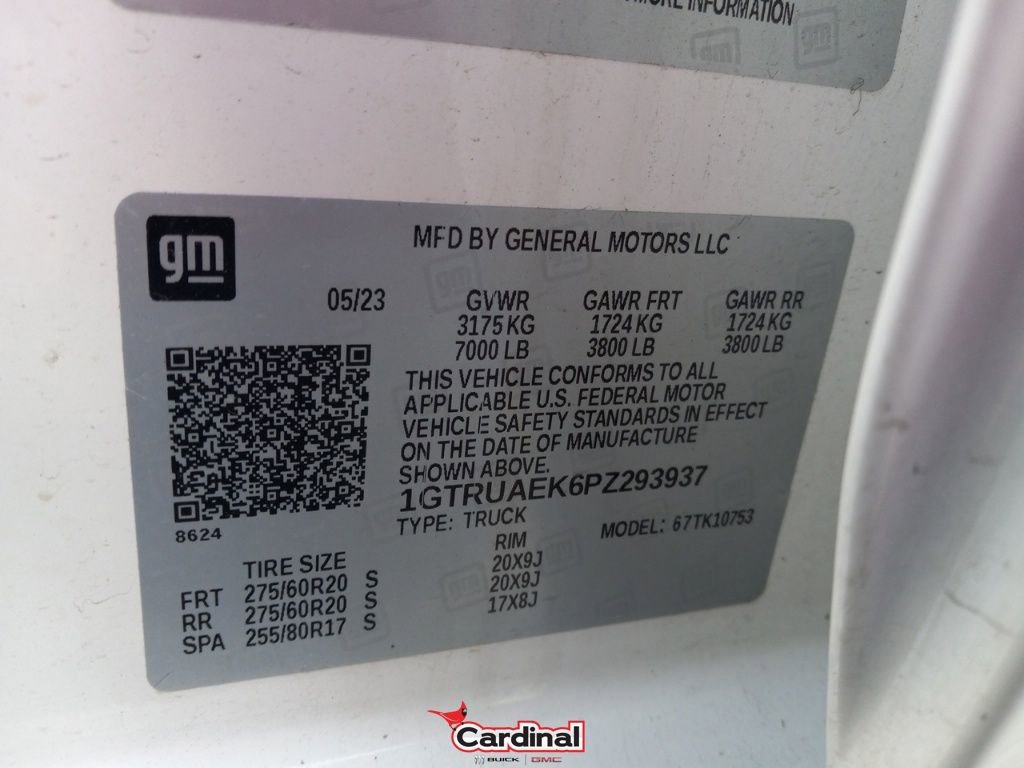 MORE INFORMATION
gm
gm
MFD BY GENERAL MOTORS LLC
05/23 GVWR GAWR FRT GAWR RR
3175 KG 1724 KG 1724 KG
7000 LB 3800 LB 3800 LB
THIS VEHICLE CONFORMS TO ALL
APPLICABLE U.S. FEDERAL MOTOR
VEHICLE SAFETY STANDARDS IN EFFECT
ON THE DATE OF MANUFACTURE
SHOWN ABOVE.
1GTRUAEK6PZ293937
TYPE: TRUCK MODEL: 67TK10753
8624
TIRE SIZE RIM
FRT 275/60R20 S 20X9J
RR 275/60R20 S 20X9J
SPA 255/80R17 S 17X8J
Cardinal
BUICK GMC